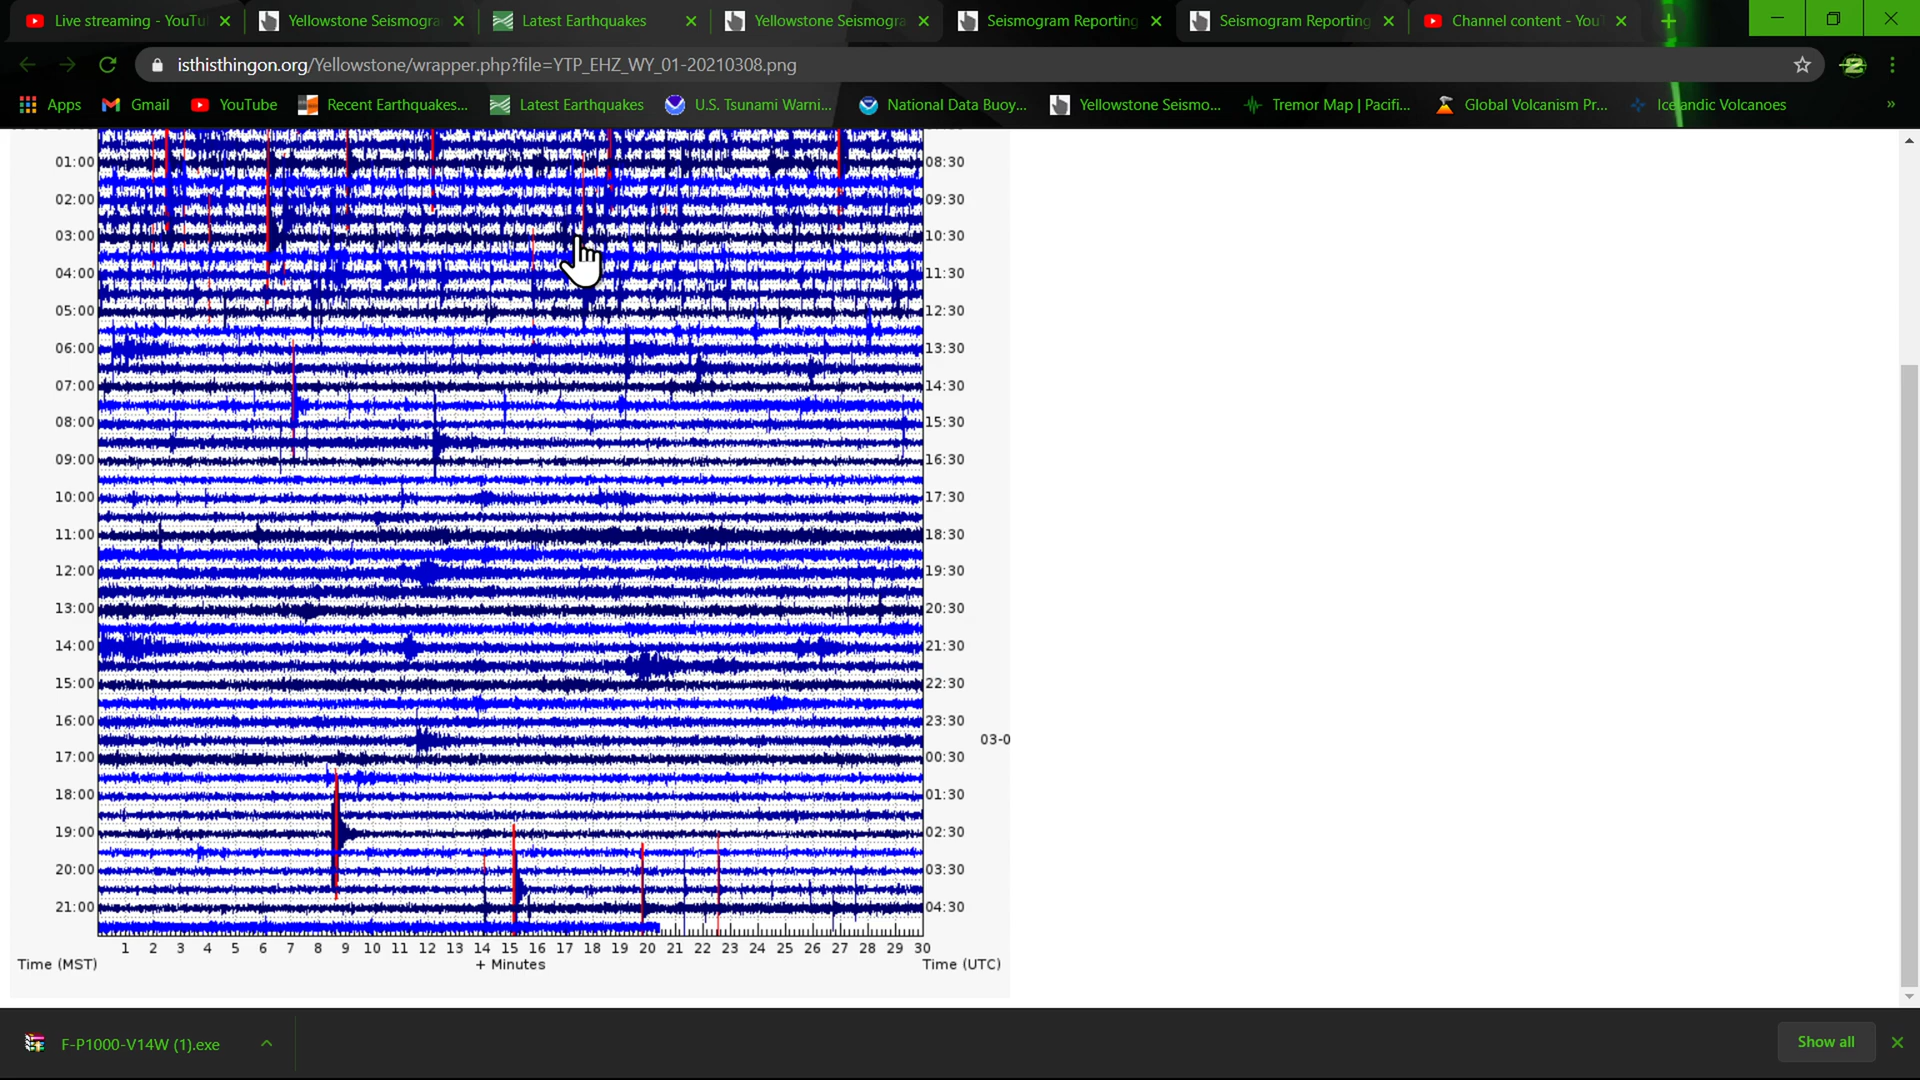 Live streaming - YouTu
Yellowstone Seismogra
Latest Earthquakes
Yellowstone Seismogra
Seismogram Reporting
Seismogram Reporting
Channel content - YouT
isthisthingon.org/Yellowstone/wrapper.php?file=YTP_EHZ_WY_01-20210308.png
Apps
Gmail
YouTube
Recent Earthquakes...
Latest Earthquakes
U.S. Tsunami Warni...
National Data Buoy...
Yellowstone Seismo...
Tremor Map | Pacifi...
Global Volcanism Pr...
Icelandic Volcanoes
»
01:00 08:30
02:00 09:30
03:00 10:30
04:00 11:30
05:00 12:30
06:00 13:30
07:00 14:30
08:00 15:30
09:00 16:30
10:00 17:30
11:00 18:30
12:00 19:30
13:00 20:30
14:00 21:30
15:00 22:30
16:00 23:30
03-0
17:00 00:30
18:00 01:30
19:00 02:30
20:00 03:30
21:00 04:30
1 2 3 4 5 6 7 8 9 10 11 12 13 14 15 16 17 18 19 20 21 22 23 24 25 26 27 28 29 30
Time (MST) + Minutes Time (UTC)
F-P1000-V14W (1).exe
Show all